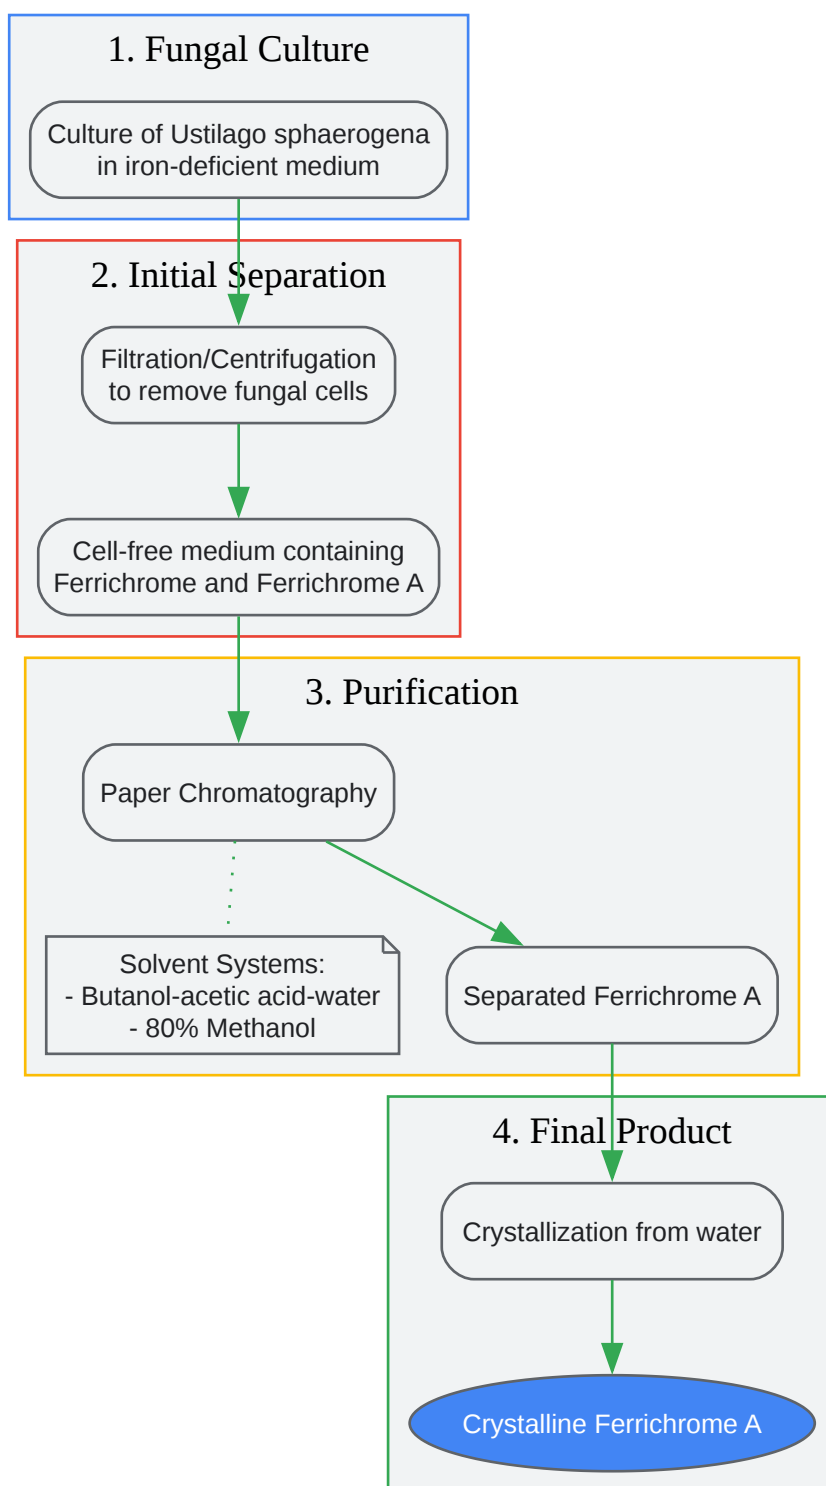 1. Fungal Culture
Culture of Ustilago sphaerogena
in iron-deficient medium
2. Initial Separation
Filtration/Centrifugation
to remove fungal cells
Cell-free medium containing
Ferrichrome and Ferrichrome A
3. Purification
Paper Chromatography
Solvent Systems:
- Butanol-acetic acid-water
- 80% Methanol
Separated Ferrichrome A
4. Final Product
Crystallization from water
Crystalline Ferrichrome A